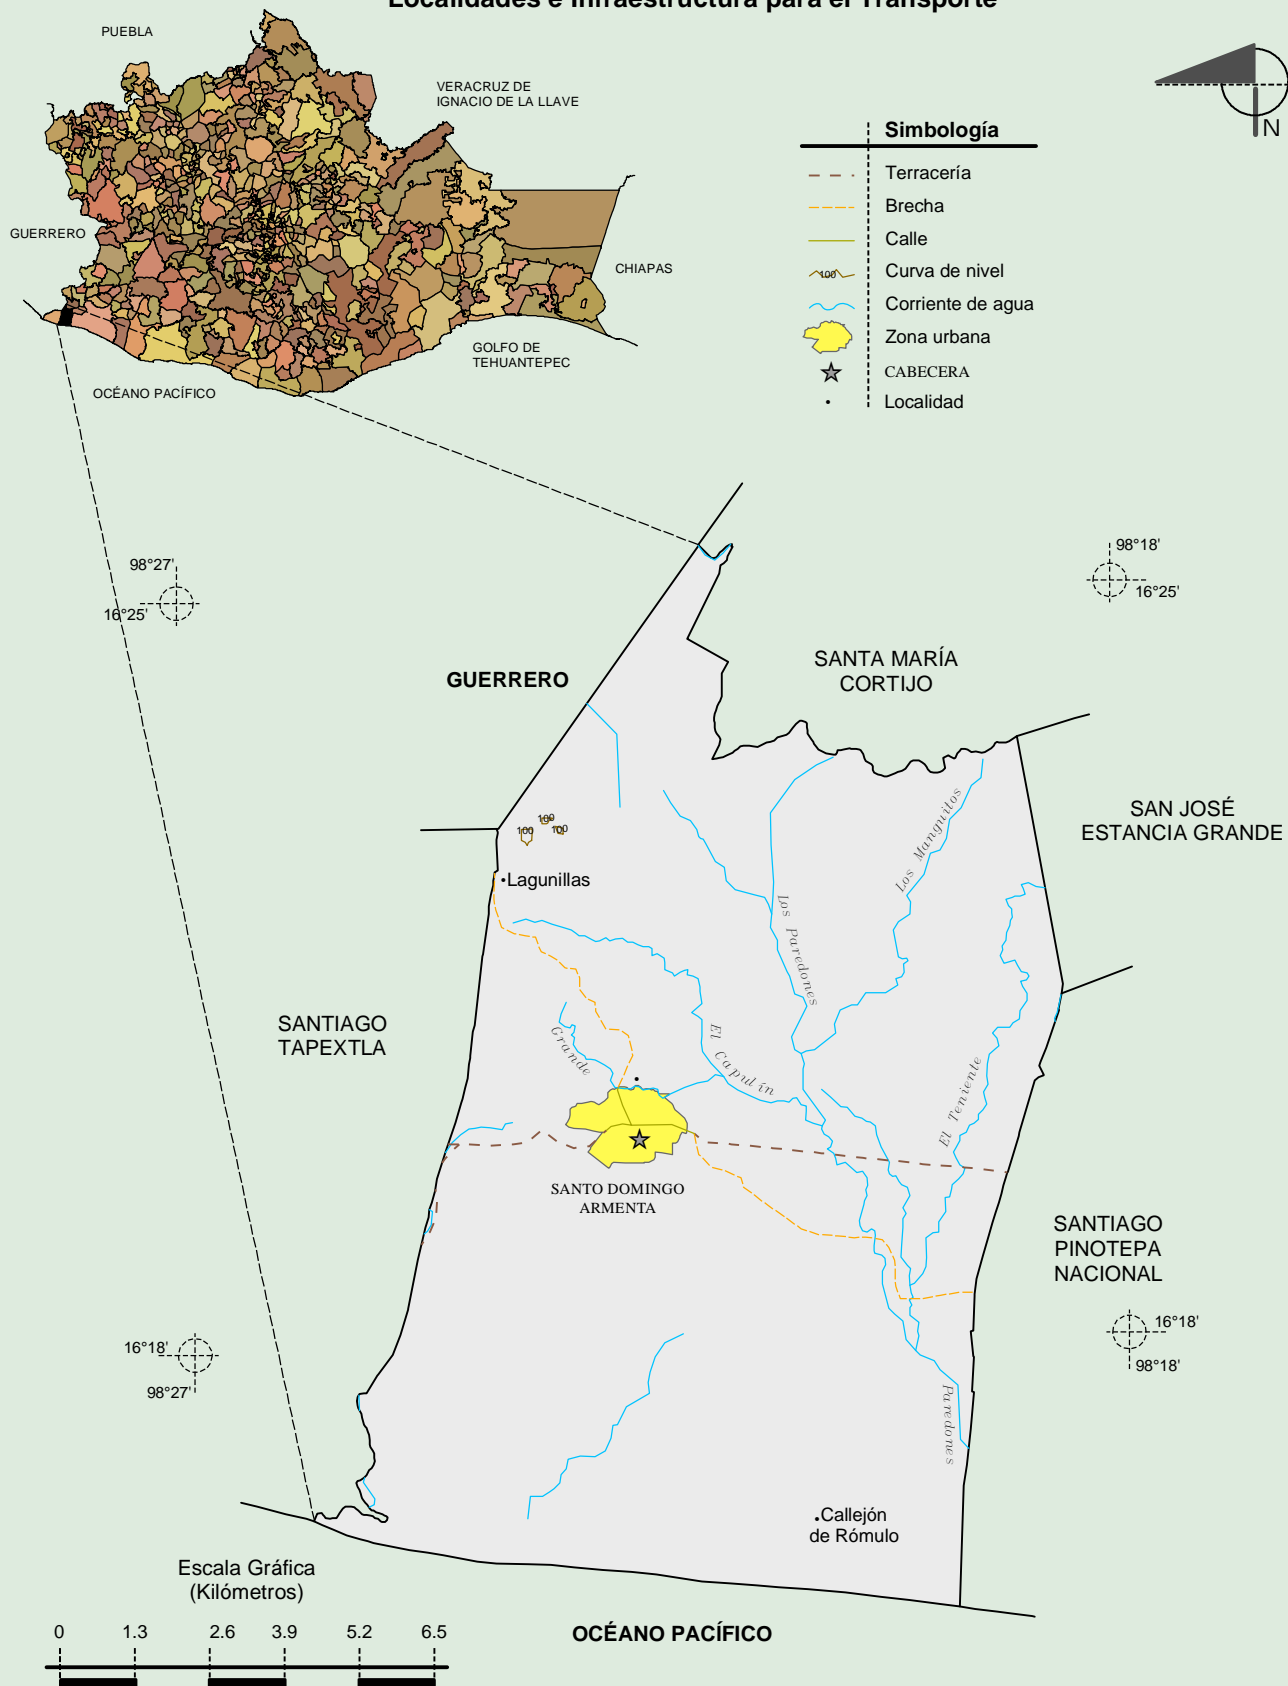 Localidades e Infraestructura para el Transporte
PUEBLA
VERACRUZ DE
IGNACIO DE LA LLAVE
GUERRERO
CHIAPAS
GOLFO DE
TEHUANTEPEC
OCÉANO PACÍFICO
N
Simbología
Terracería
Brecha
Calle
100
Curva de nivel
Corriente de agua
Zona urbana
CABECERA
Localidad
98°27'
16°25'
98°18'
16°25'
GUERRERO
SANTA MARÍA
CORTIJO
SAN JOSÉ
ESTANCIA GRANDE
100
100
100
Lagunillas
Los Manguitos
Los Paredones
SANTIAGO
TAPEXTLA
Grande
El Capulín
El Teniente
SANTO DOMINGO
ARMENTA
SANTIAGO
PINOTEPA
NACIONAL
16°18'
98°27'
16°18'
98°18'
Paredones
Callejón
de Rómulo
Escala Gráfica
(Kilómetros)
0 1.3 2.6 3.9 5.2 6.5
OCÉANO PACÍFICO